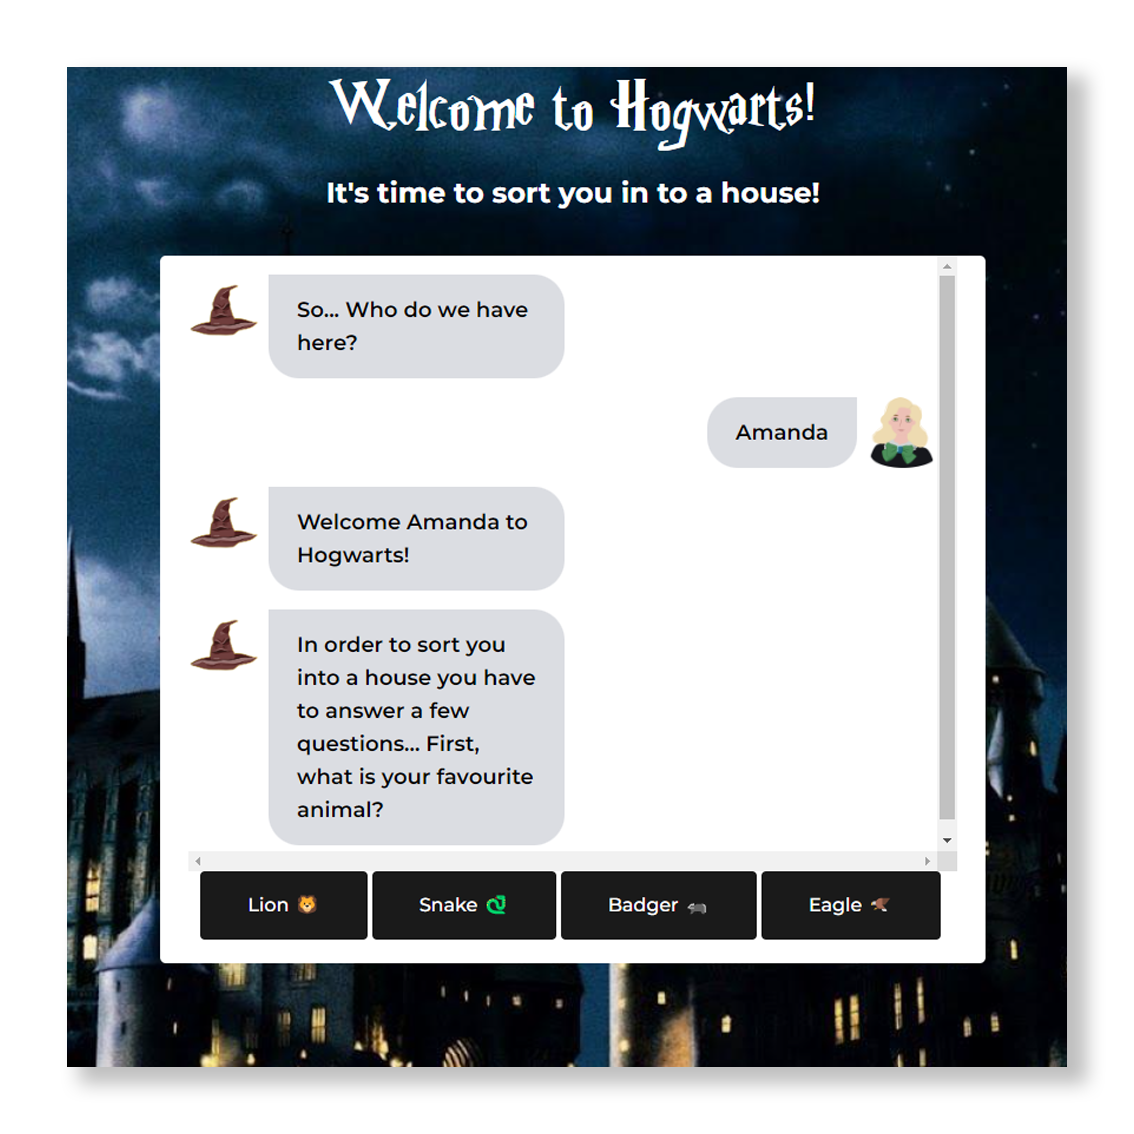 Welcome to Hogwarts!
It's time to sort you in to a house!
So... Who do we have
here?
Amanda
Welcome Amanda to
Hogwarts!
In order to sort you
into a house you have
to answer a few
questions... First,
what is your favourite
animal?
Lion 🦁
Snake 🐍
Badger 🦡
Eagle 🦅